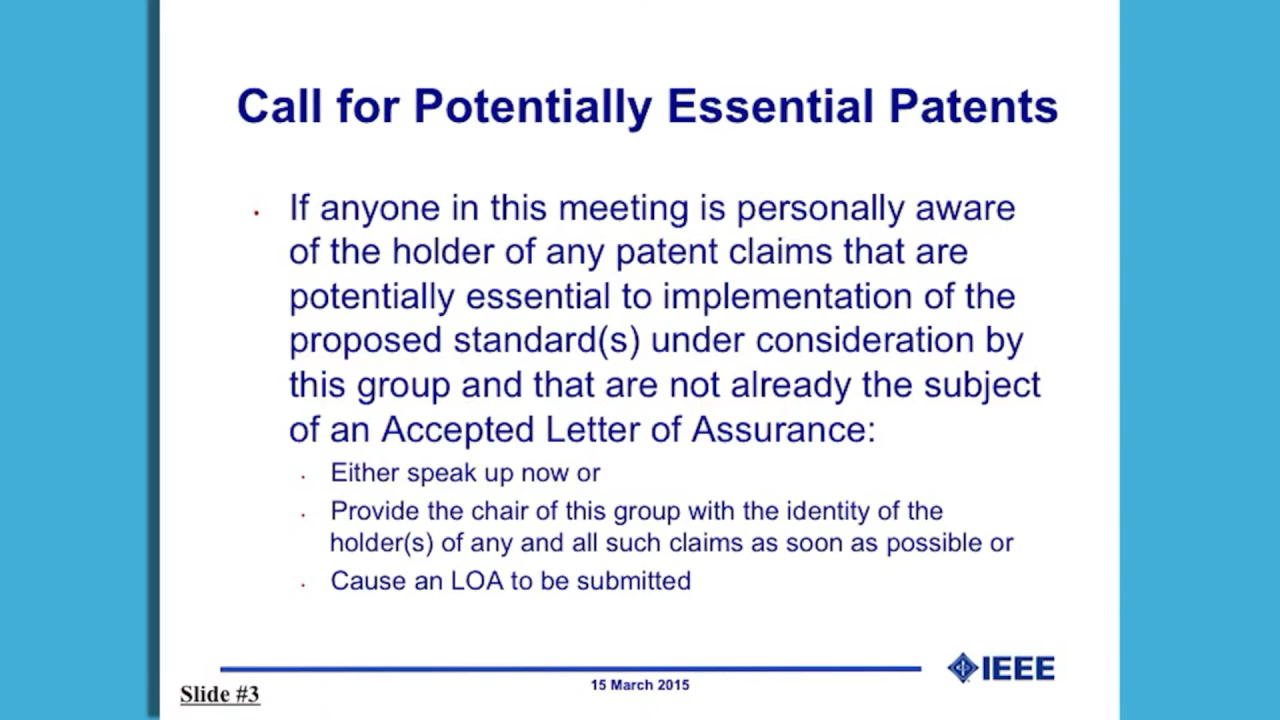 Call for Potentially Essential Patents
• If anyone in this meeting is personally aware
of the holder of any patent claims that are
potentially essential to implementation of the
proposed standard(s) under consideration by
this group and that are not already the subject
of an Accepted Letter of Assurance:
• Either speak up now or
• Provide the chair of this group with the identity of the
holder(s) of any and all such claims as soon as possible or
• Cause an LOA to be submitted
IEEE
15 March 2015
Slide #3